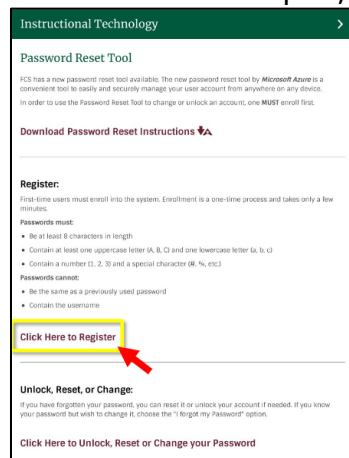 Instructional Technology
Password Reset Tool
FCS has a new password reset tool available. The new password reset tool by Microsoft Azure is a
convenient tool to easily and securely manage your user account from anywhere on any device.
In order to use the Password Reset Tool to change or unlock an account, one MUST enroll first.
Download Password Reset Instructions
Register:
First-time users must enroll into the system. Enrollment is a one-time process and takes only a few
minutes.
Passwords must:
• Be at least 8 characters in length
• Contain at least one uppercase letter (A, B, C) and one lowercase letter (a, b, c)
• Contain a number (1, 2, 3) and a special character (#, %, etc.)
Passwords cannot:
• Be the same as a previously used password
• Contain the username
Click Here to Register
Unlock, Reset, or Change:
If you have forgotten your password, you can reset it or unlock your account if needed. If you know
your password but wish to change it, choose the "I forgot my Password" option.
Click Here to Unlock, Reset or Change your Password